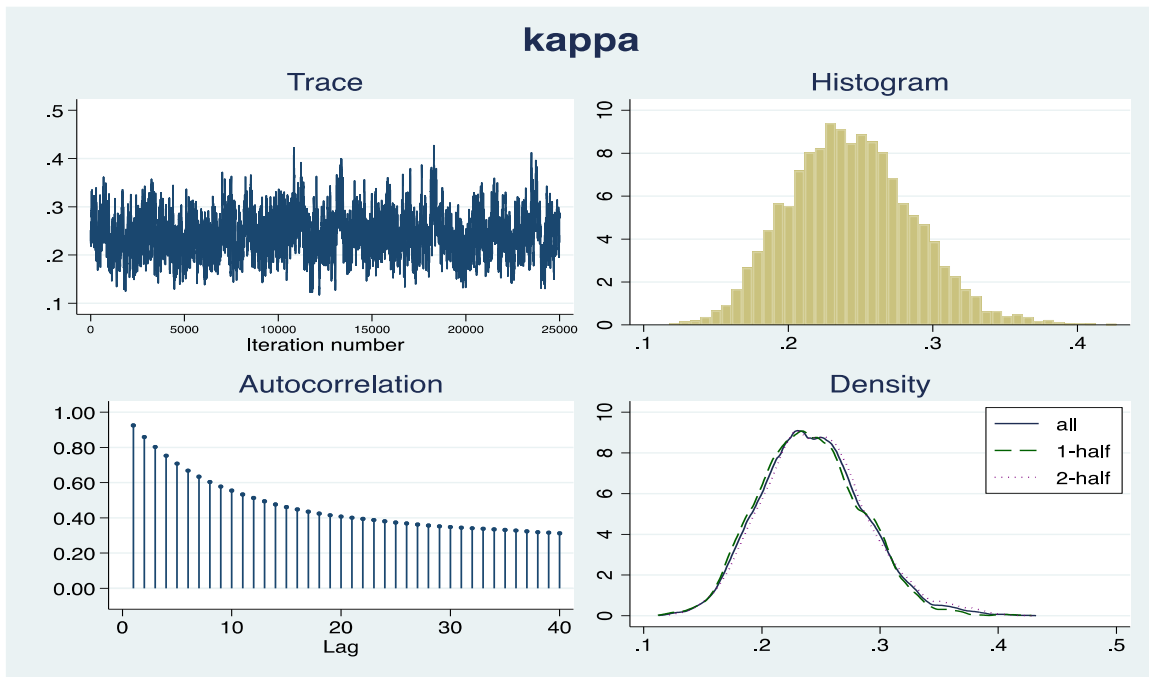 kappa
Trace
.5
.4
.3
.2
.1
0 5000 10000 15000 20000 25000
Iteration number
Histogram
10
8
6
4
2
0
.1 .2 .3 .4
Autocorrelation
1.00
0.80
0.60
0.40
0.20
0.00
0 10 20 30 40
Lag
Density
10
8
6
4
2
0
.1 .2 .3 .4 .5
all
1-half
2-half